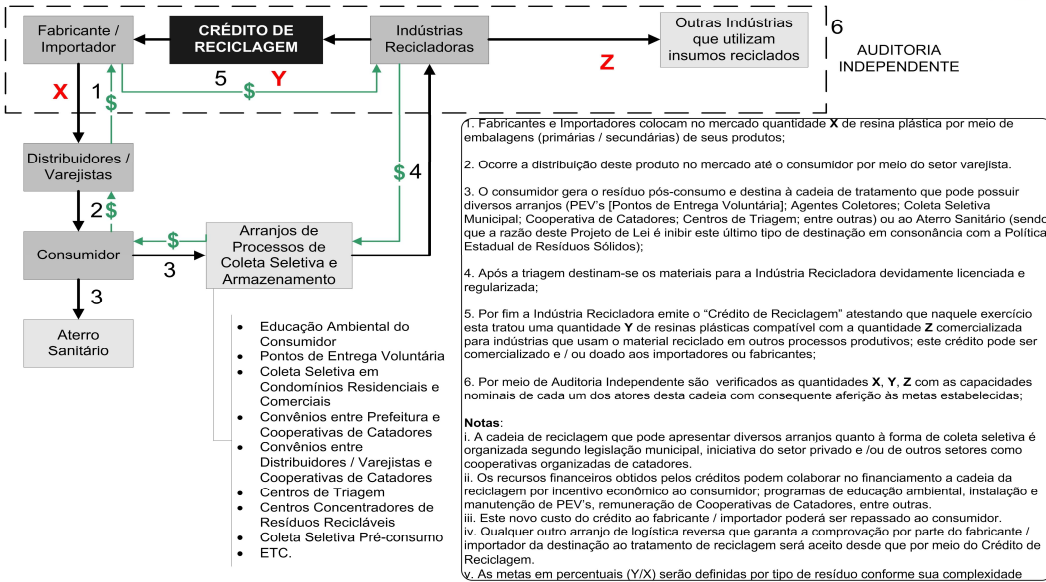 Fabricante /
Importador
CRÉDITO DE
RECICLAGEM
Indústrias
Recicladoras
Outras Indústrias
que utilizam
insumos reciclados
6
AUDITORIA
INDEPENDENTE
X
1
$
5
Y
$
Z
Distribuidores /
Varejistas
2
$
$
4
Consumidor
$
3
Arranjos de
Processos de
Coleta Seletiva e
Armazenamento
3
Aterro
Sanitário
• Educação Ambiental do
Consumidor
• Pontos de Entrega Voluntária
• Coleta Seletiva em
Condomínios Residenciais e
Comerciais
• Convênios entre Prefeitura e
Cooperativas de Catadores
• Convênios entre
Distribuidores / Varejistas e
Cooperativas de Catadores
• Centros de Triagem
• Centros Concentradores de
Resíduos Recicláveis
• Coleta Seletiva Pré-consumo
• ETC.
1. Fabricantes e Importadores colocam no mercado quantidade X de resina plástica por meio de
embalagens (primárias / secundárias) de seus produtos;
2. Ocorre a distribuição deste produto no mercado até o consumidor por meio do setor varejista.
3. O consumidor gera o resíduo pós-consumo e destina à cadeia de tratamento que pode possuir
diversos arranjos (PEV's [Pontos de Entrega Voluntária]; Agentes Coletores; Coleta Seletiva
Municipal; Cooperativa de Catadores; Centros de Triagem; entre outras) ou ao Aterro Sanitário (sendo
que a razão deste Projeto de Lei é inibir este último tipo de destinação em consonância com a Política
Estadual de Resíduos Sólidos);
4. Após a triagem destinam-se os materiais para a Indústria Recicladora devidamente licenciada e
regularizada;
5. Por fim a Indústria Recicladora emite o “Crédito de Reciclagem” atestando que naquele exercício
esta tratou uma quantidade Y de resinas plásticas compatível com a quantidade Z comercializada
para indústrias que usam o material reciclado em outros processos produtivos; este crédito pode ser
comercializado e / ou doado aos importadores ou fabricantes;
6. Por meio de Auditoria Independente são verificados as quantidades X, Y, Z com as capacidades
nominais de cada um dos atores desta cadeia com consequente aferição às metas estabelecidas;
Notas:
i. A cadeia de reciclagem que pode apresentar diversos arranjos quanto à forma de coleta seletiva é
organizada segundo legislação municipal, iniciativa do setor privado e /ou de outros setores como
cooperativas organizadas de catadores.
ii. Os recursos financeiros obtidos pelos créditos podem colaborar no financiamento a cadeia da
reciclagem por incentivo econômico ao consumidor; programas de educação ambiental, instalação e
manutenção de PEV's, remuneração de Cooperativas de Catadores, entre outras.
iii. Este novo custo do crédito ao fabricante / importador poderá ser repassado ao consumidor.
iv. Qualquer outro arranjo de logística reversa que garanta a comprovação por parte do fabricante /
importador da destinação ao tratamento de reciclagem será aceito desde que por meio do Crédito de
Reciclagem.
v. As metas em percentuais (Y/X) serão definidas por tipo de resíduo conforme sua complexidade